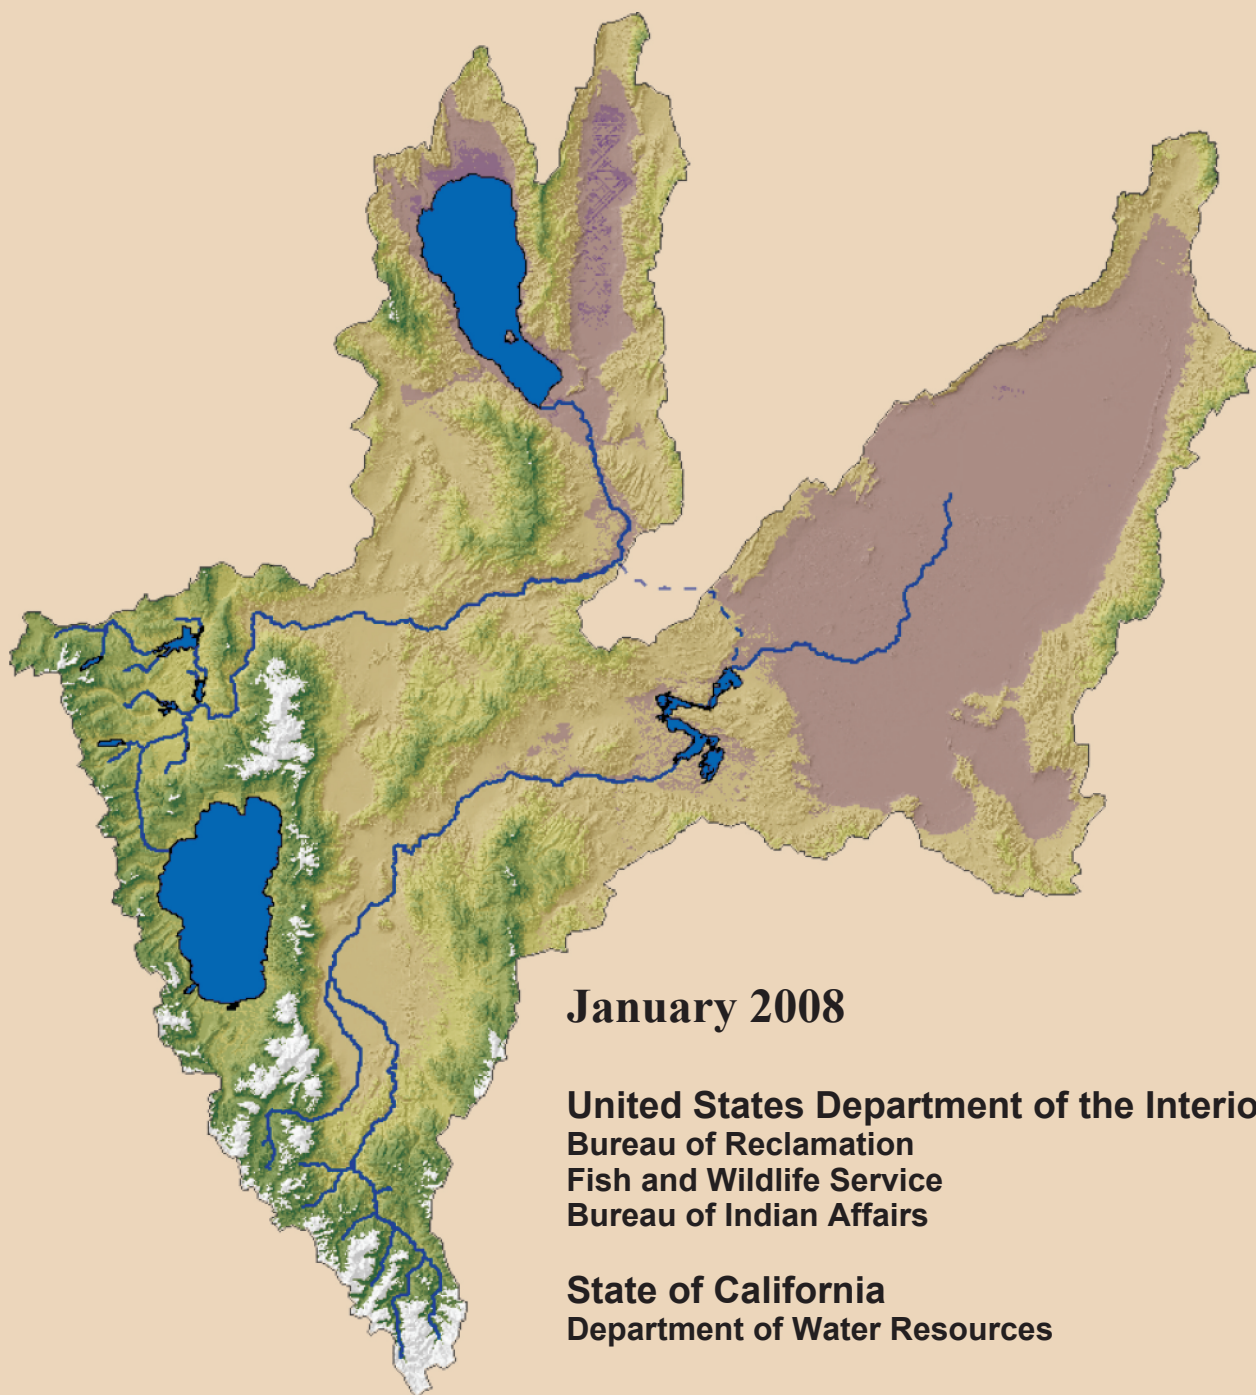 January 2008
United States Department of the Interio
Bureau of Reclamation
Fish and Wildlife Service
Bureau of Indian Affairs
State of California
Department of Water Resources